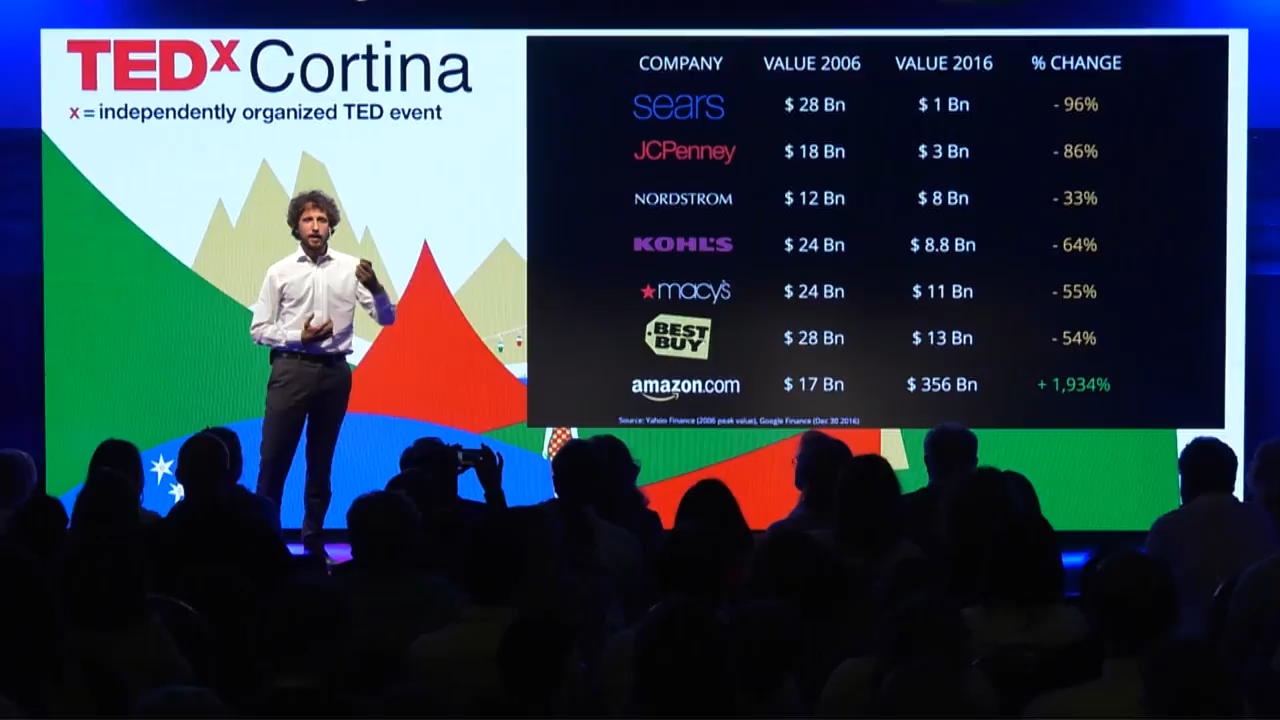 TEDx Cortina
x = independently organized TED event
COMPANY VALUE 2006 VALUE 2016 % CHANGE
sears $ 28 Bn $ 1 Bn - 96%
JCPenney $ 18 Bn $ 3 Bn - 86%
NORDSTROM $ 12 Bn $ 8 Bn - 33%
KOHL'S $ 24 Bn $ 8.8 Bn - 64%
macy's $ 24 Bn $ 11 Bn - 55%
BEST BUY $ 28 Bn $ 13 Bn - 54%
amazon.com $ 17 Bn $ 356 Bn + 1,934%
Source: Yahoo Finance (2006 peak value), Google Finance (Dec 30 2016)